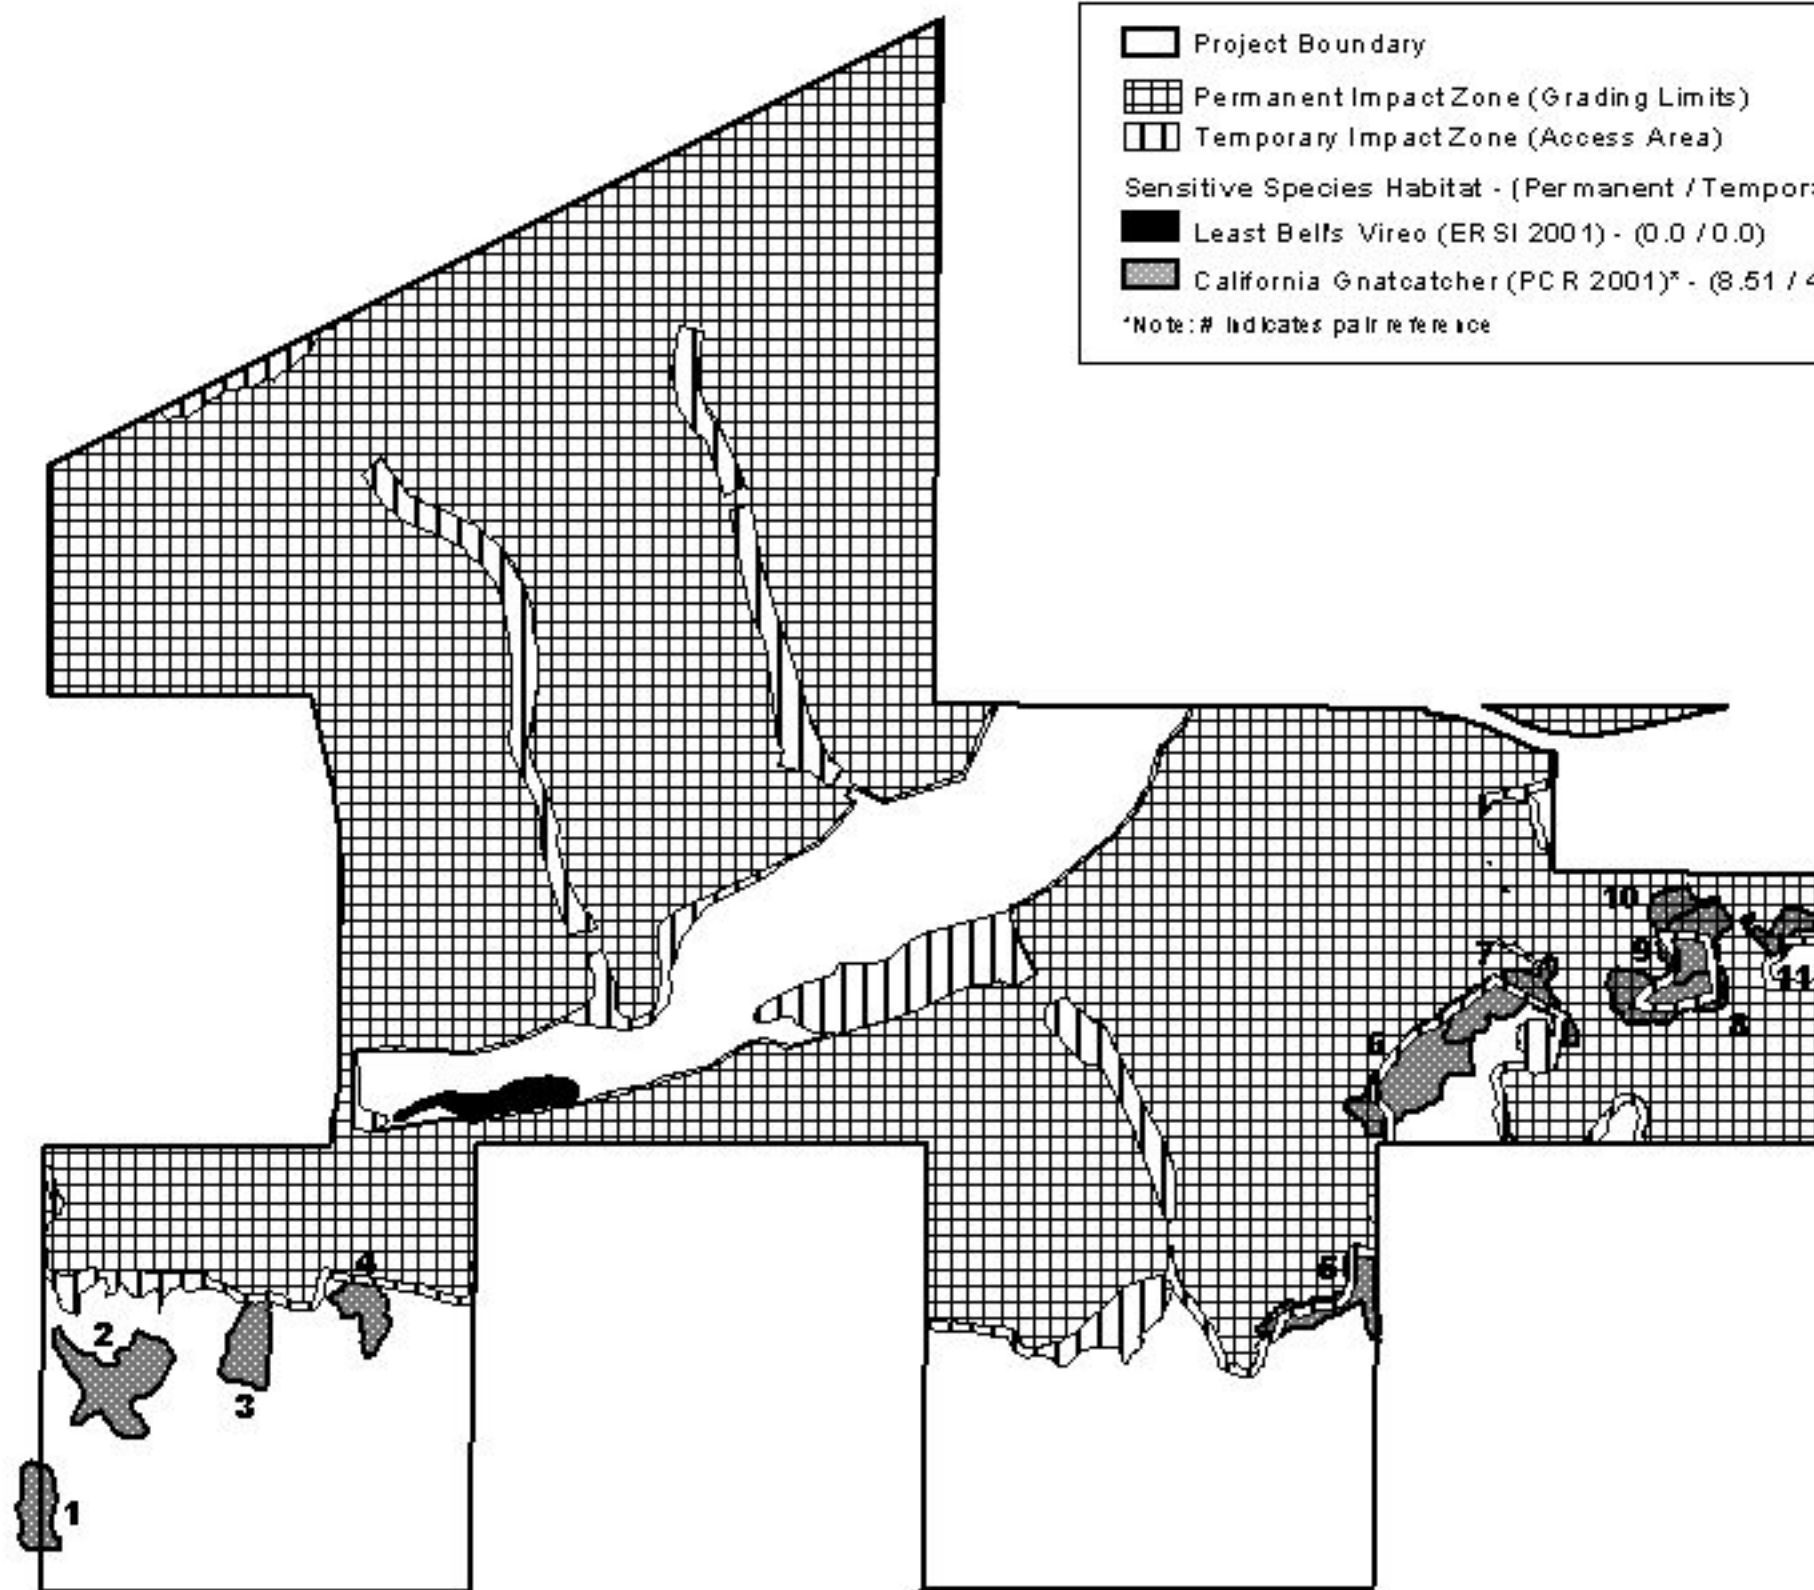 Project Boundary
Permanent Impact Zone (Grading Limits)
Temporary Impact Zone (Access Area)
Sensitive Species Habitat - (Permanent / Tempor
Least Bell's Vireo (ERSI 2001) - (0.0 / 0.0)
California Gnatcatcher (PCR 2001)* - (8.51 / 4
*Note: # Indicates pair reference
10
9
7
11
8
6
4
5
2
3
1